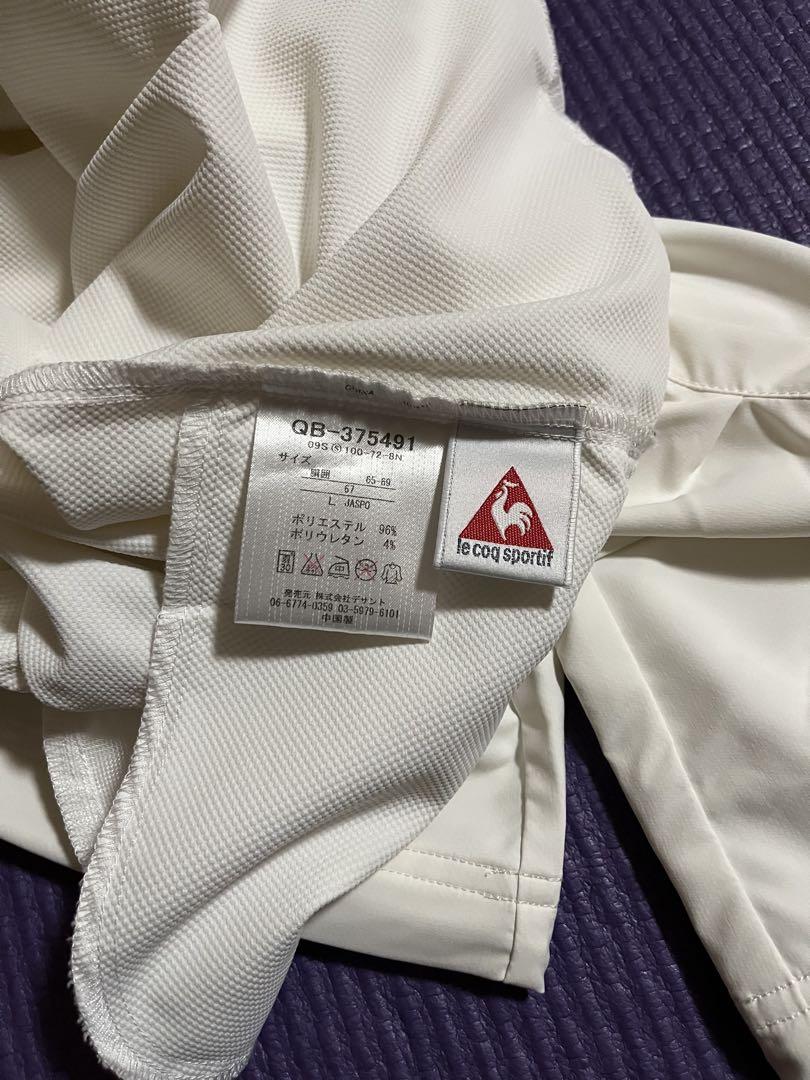 QB-375491
09S Ⓢ 100-72-8N
サイズ
胴囲 65-69
67
L JASPO
ポリエステル 96%
ポリウレタン 4%
発売元 株式会社デサント
06-6774-0359 03-5979-6101
中国製
le coq sportif